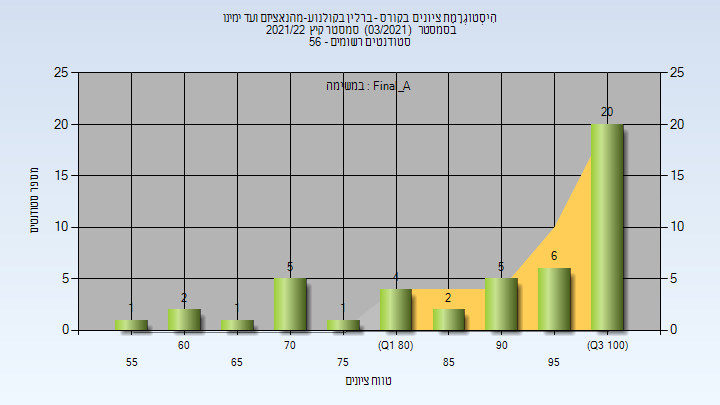 היסטוגרמת ציונים בקורס - ברלין בקולנוע-מהנאציזם ועד ימינו
בסמסטר (03/2021) סמסטר קיץ 2021/22
סטודנטים רשומים - 56
במשימה : Final_A
25 25
20 20
15 15
10 10
5 5
0 0
1 2 1 5 1 4 2 5 6 20
מספר סטודנטים
55 60 65 70 75 (Q1 80) 85 90 95 (Q3 100)
טווח ציונים